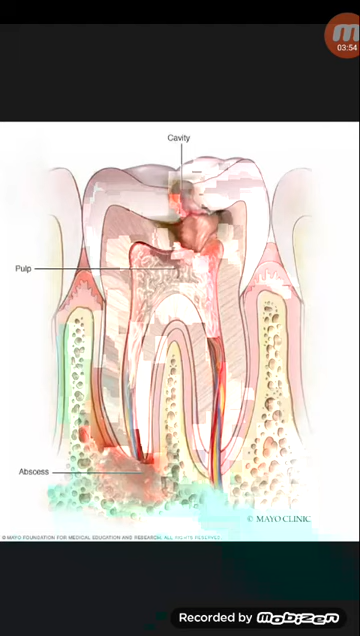 03:54
Cavity
Pulp
Abscess
© MAYO CLINIC
© MAYO FOUNDATION FOR MEDICAL EDUCATION AND RESEARCH. ALL RIGHTS RESERVED.
Recorded by Mobizen